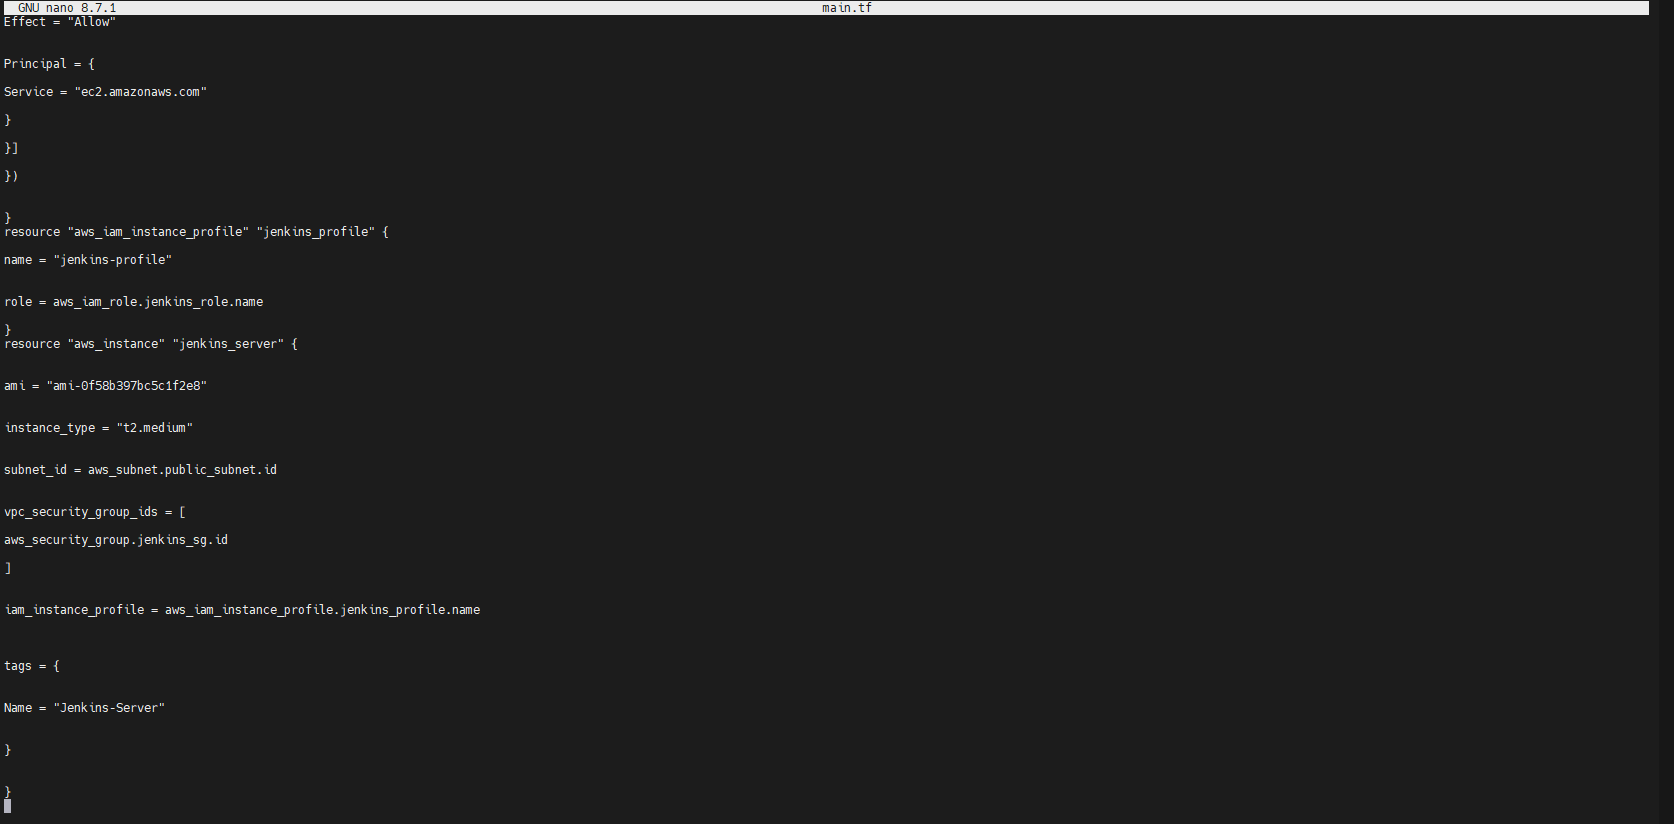 GNU nano 8.7.1 main.tf
Effect = "Allow"
Principal = {
Service = "ec2.amazonaws.com"
}
}]
})
}
resource "aws_iam_instance_profile" "jenkins_profile" {
name = "jenkins-profile"
role = aws_iam_role.jenkins_role.name
}
resource "aws_instance" "jenkins_server" {
ami = "ami-0f58b397bc5c1f2e8"
instance_type = "t2.medium"
subnet_id = aws_subnet.public_subnet.id
vpc_security_group_ids = [
aws_security_group.jenkins_sg.id
]
iam_instance_profile = aws_iam_instance_profile.jenkins_profile.name
tags = {
Name = "Jenkins-Server"
}
}